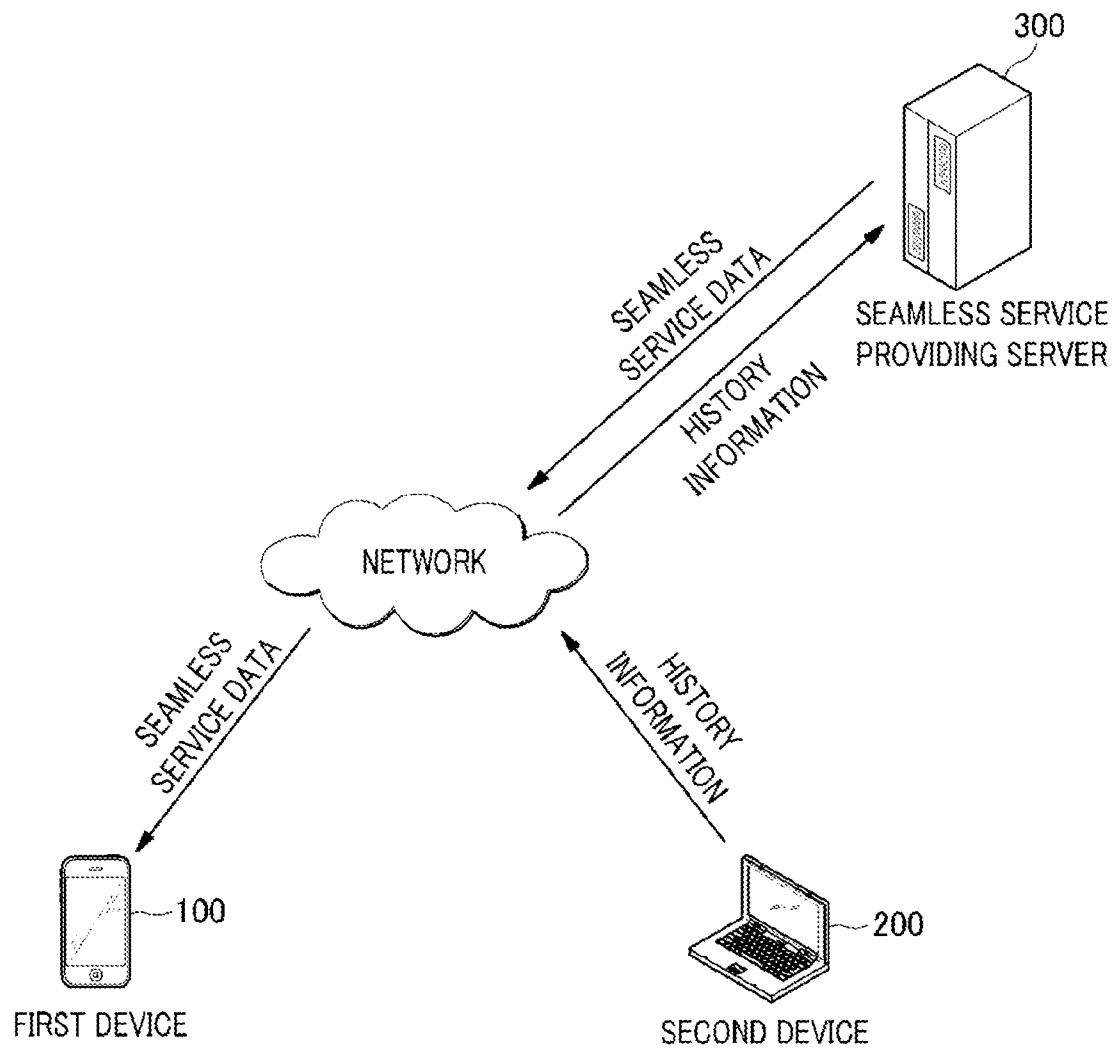 300
SEAMLESS
SERVICE DATA
HISTORY
INFORMATION
SEAMLESS SERVICE
PROVIDING SERVER
NETWORK
SEAMLESS
SERVICE DATA
HISTORY
INFORMATION
100
FIRST DEVICE
200
SECOND DEVICE